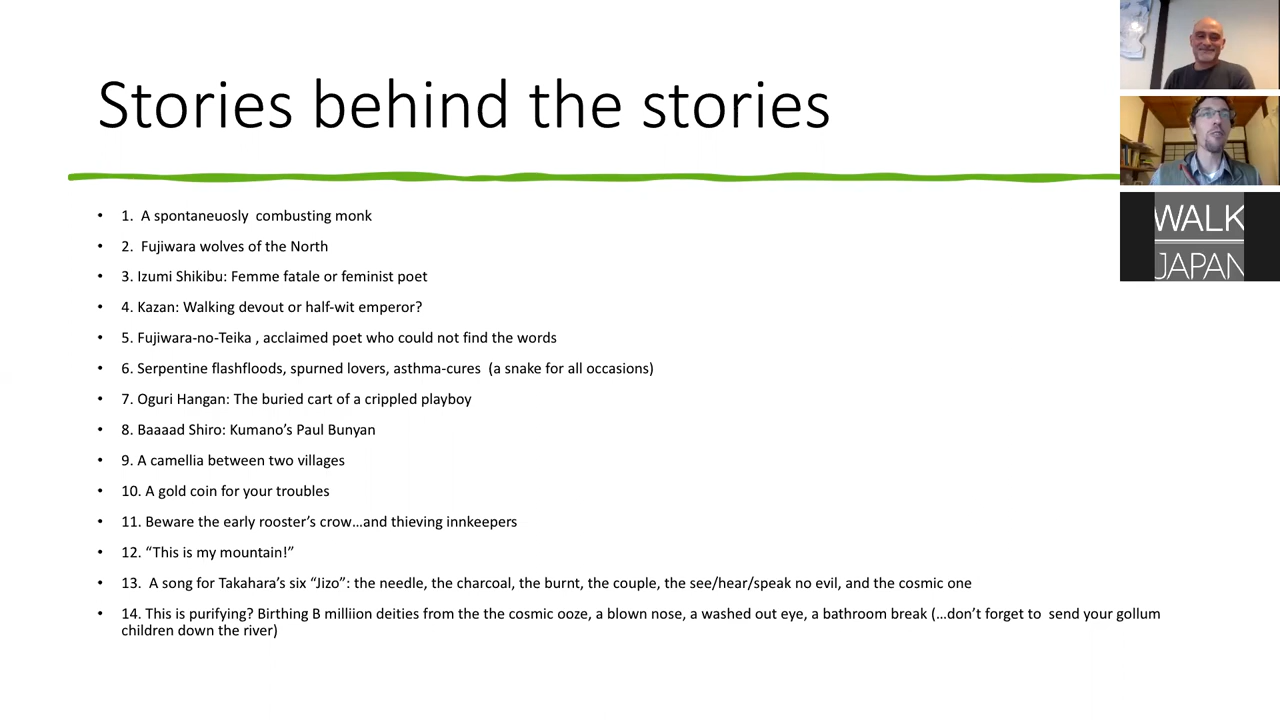 Stories behind the stories
• 1.  A spontaneuosly  combusting monk
• 2.  Fujiwara wolves of the North
• 3. Izumi Shikibu: Femme fatale or feminist poet
• 4. Kazan: Walking devout or half-wit emperor?
• 5. Fujiwara-no-Teika , acclaimed poet who could not find the words
• 6. Serpentine flashfloods, spurned lovers, asthma-cures  (a snake for all occasions)
• 7. Oguri Hangan: The buried cart of a crippled playboy
• 8. Baaaad Shiro: Kumano’s Paul Bunyan
• 9. A camellia between two villages
• 10. A gold coin for your troubles
• 11. Beware the early rooster’s crow…and thieving innkeepers
• 12. “This is my mountain!”
• 13.  A song for Takahara’s six “Jizo”: the needle, the charcoal, the burnt, the couple, the see/hear/speak no evil, and the cosmic one
• 14. This is purifying? Birthing B milliion deities from the the cosmic ooze, a blown nose, a washed out eye, a bathroom break (…don’t forget to  send your gollum
children down the river)
WALK
JAPAN